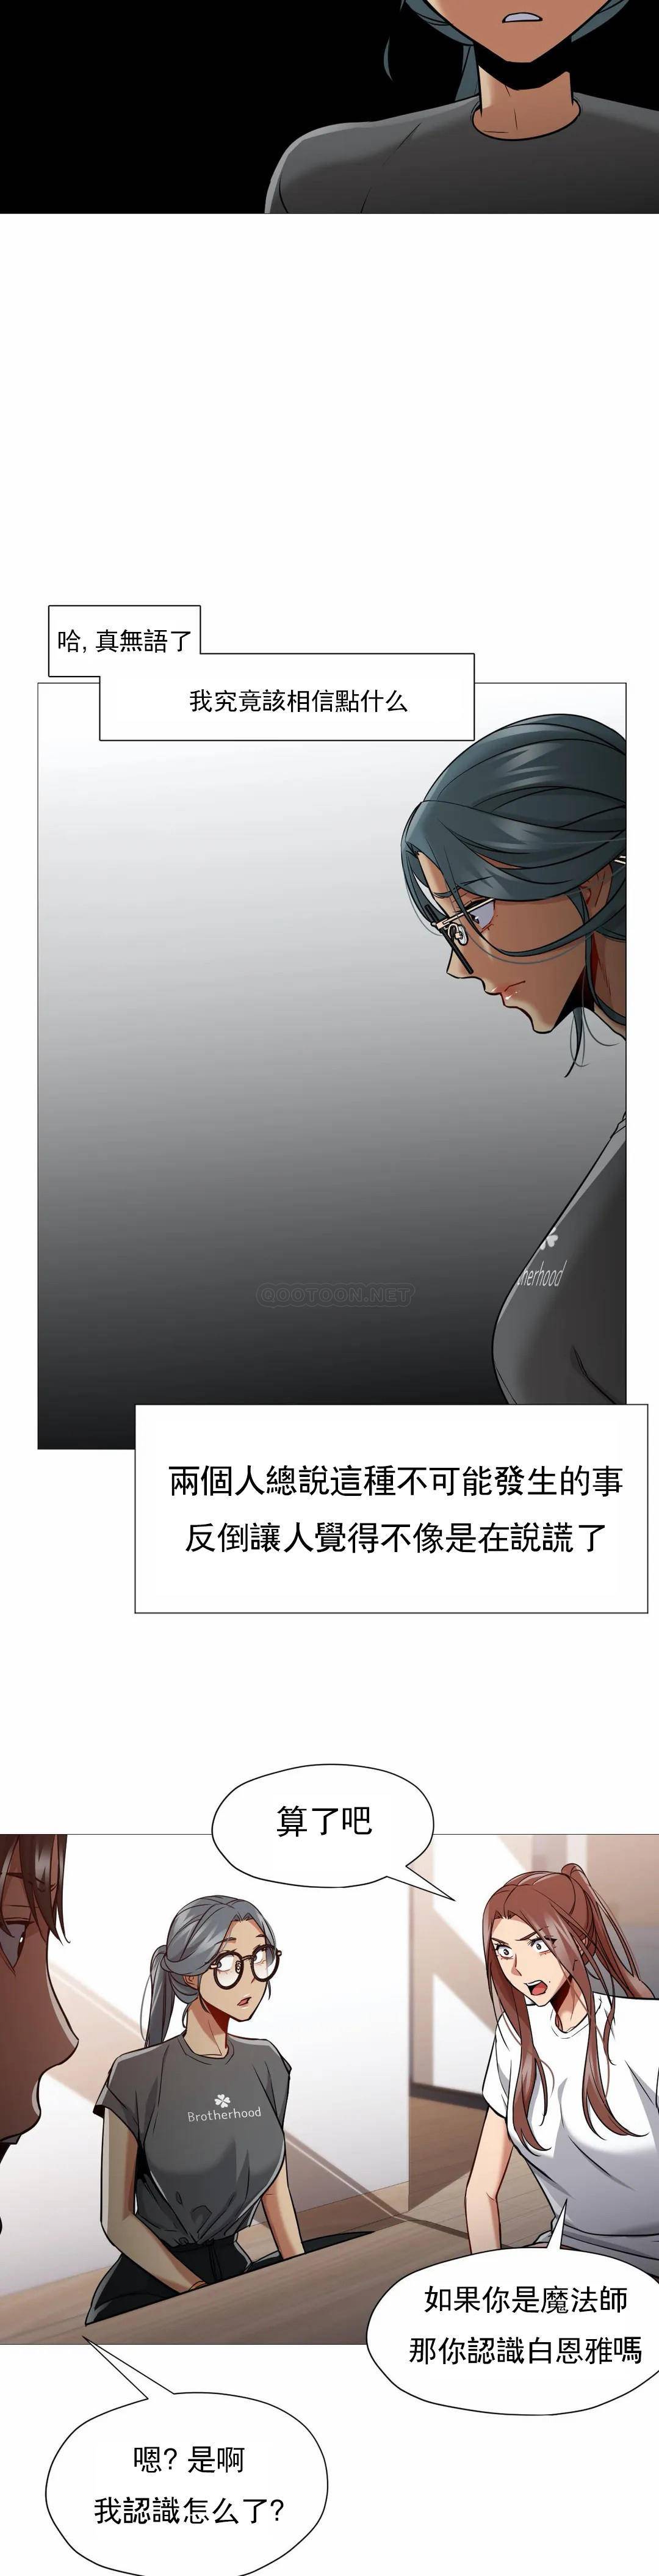 哈, 真無語了
我究竟該相信點什么
herhood
QOOTOON.NET
兩個人總說這種不可能發生的事
反倒讓人覺得不像是在說謊了
算了吧
Brotherhood
如果你是魔法師
那你認識白恩雅嗎
嗯? 是啊
我認識怎么了?